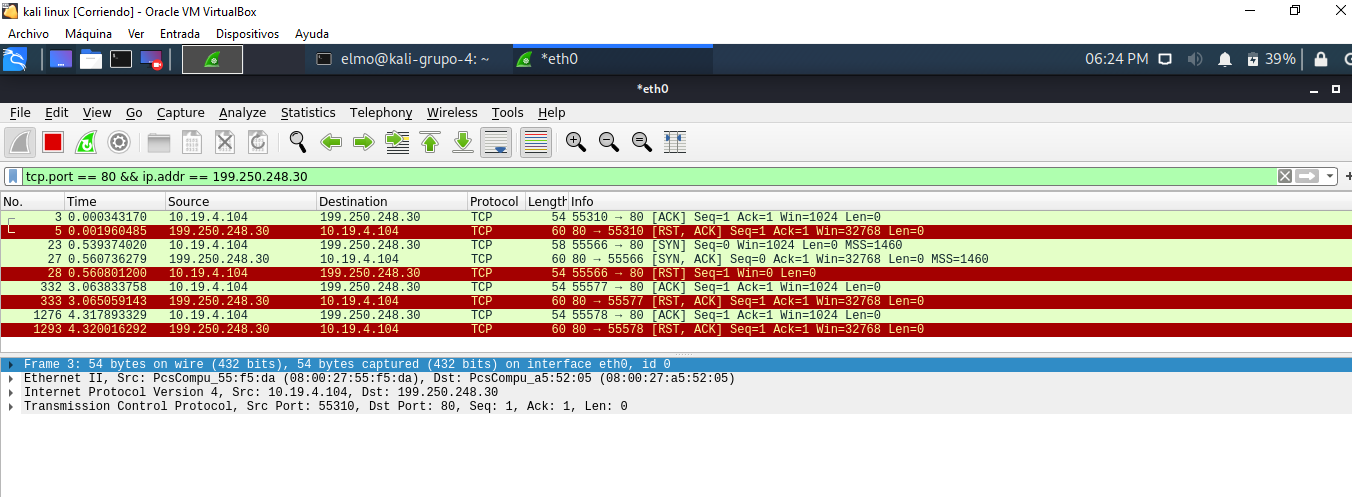 kali linux [Corriendo] - Oracle VM VirtualBox
Archivo Máquina Ver Entrada Dispositivos Ayuda
elmo@kali-grupo-4: ~ *eth0 06:24 PM 39%
*eth0
File Edit View Go Capture Analyze Statistics Telephony Wireless Tools Help
tcp.port == 80 && ip.addr == 199.250.248.30
No. Time Source Destination Protocol Length Info
3 0.000343170 10.19.4.104 199.250.248.30 TCP 54 55310 → 80 [ACK] Seq=1 Ack=1 Win=1024 Len=0
5 0.001960485 199.250.248.30 10.19.4.104 TCP 60 80 → 55310 [RST, ACK] Seq=1 Ack=1 Win=32768 Len=0
23 0.539374020 10.19.4.104 199.250.248.30 TCP 58 55566 → 80 [SYN] Seq=0 Win=1024 Len=0 MSS=1460
27 0.560736279 199.250.248.30 10.19.4.104 TCP 60 80 → 55566 [SYN, ACK] Seq=0 Ack=1 Win=32768 Len=0 MSS=1460
28 0.560801200 10.19.4.104 199.250.248.30 TCP 54 55566 → 80 [RST] Seq=1 Win=0 Len=0
332 3.063833758 10.19.4.104 199.250.248.30 TCP 54 55577 → 80 [ACK] Seq=1 Ack=1 Win=1024 Len=0
333 3.065059143 199.250.248.30 10.19.4.104 TCP 60 80 → 55577 [RST, ACK] Seq=1 Ack=1 Win=32768 Len=0
1276 4.317893329 10.19.4.104 199.250.248.30 TCP 54 55578 → 80 [ACK] Seq=1 Ack=1 Win=1024 Len=0
1293 4.320016292 199.250.248.30 10.19.4.104 TCP 60 80 → 55578 [RST, ACK] Seq=1 Ack=1 Win=32768 Len=0
Frame 3: 54 bytes on wire (432 bits), 54 bytes captured (432 bits) on interface eth0, id 0
Ethernet II, Src: PcsCompu_55:f5:da (08:00:27:55:f5:da), Dst: PcsCompu_a5:52:05 (08:00:27:a5:52:05)
Internet Protocol Version 4, Src: 10.19.4.104, Dst: 199.250.248.30
Transmission Control Protocol, Src Port: 55310, Dst Port: 80, Seq: 1, Ack: 1, Len: 0